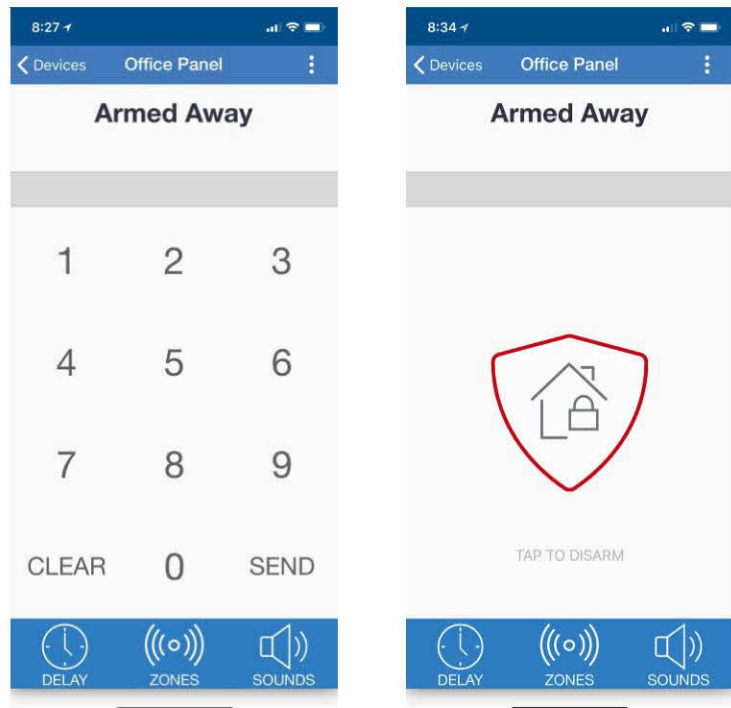 8:27
Devices Office Panel
Armed Away
1 2 3
4 5 6
7 8 9
CLEAR 0 SEND
DELAY ZONES SOUNDS
8:34
Devices Office Panel
Armed Away
TAP TO DISARM
DELAY ZONES SOUNDS